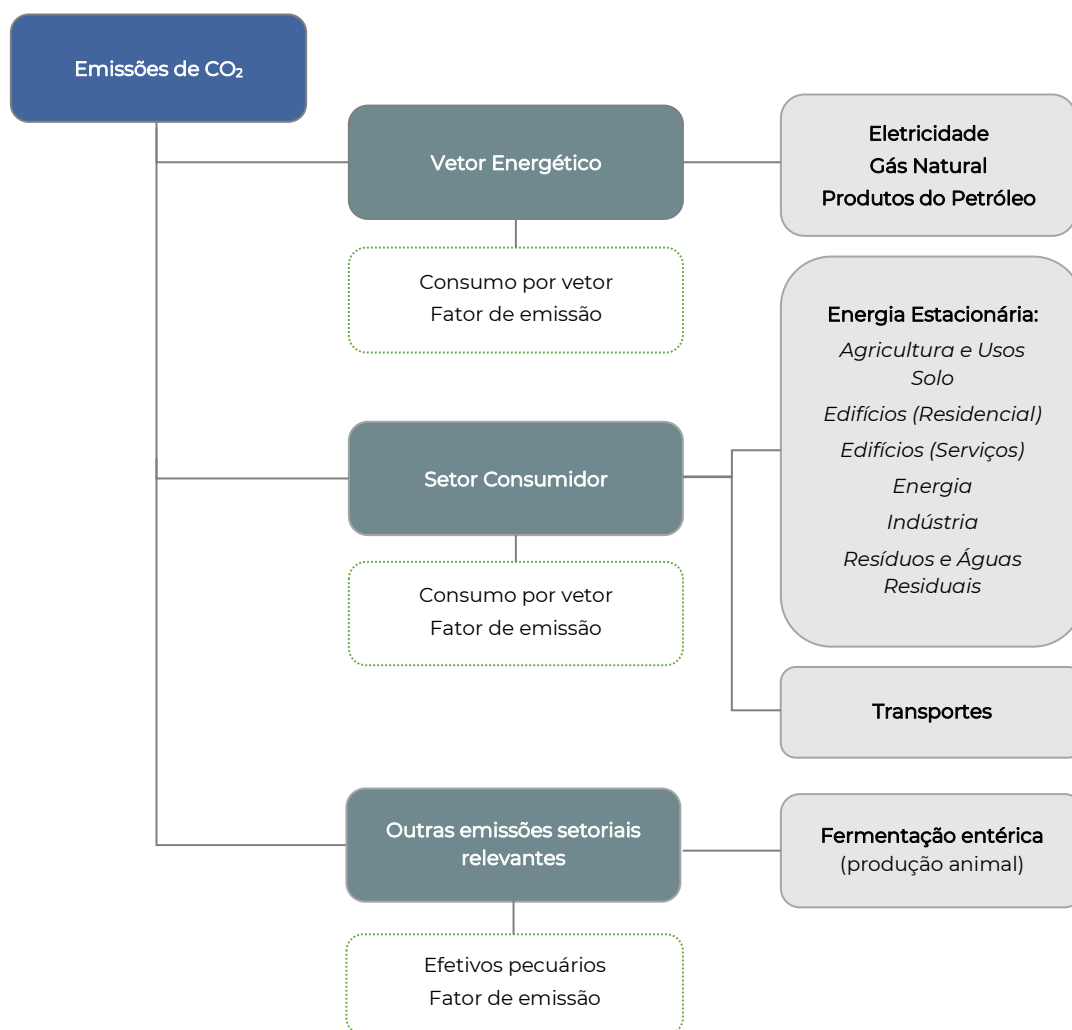 Emissões de CO₂
Vetor Energético
Eletricidade
Gás Natural
Produtos do Petróleo
Consumo por vetor
Fator de emissão
Setor Consumidor
Energia Estacionária:
Agricultura e Usos
Solo
Edifícios (Residencial)
Edifícios (Serviços)
Energia
Indústria
Resíduos e Águas
Residuais
Consumo por vetor
Fator de emissão
Transportes
Outras emissões setoriais
relevantes
Fermentação entérica
(produção animal)
Efetivos pecuários
Fator de emissão